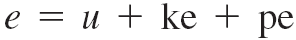 e = u + ke + pe